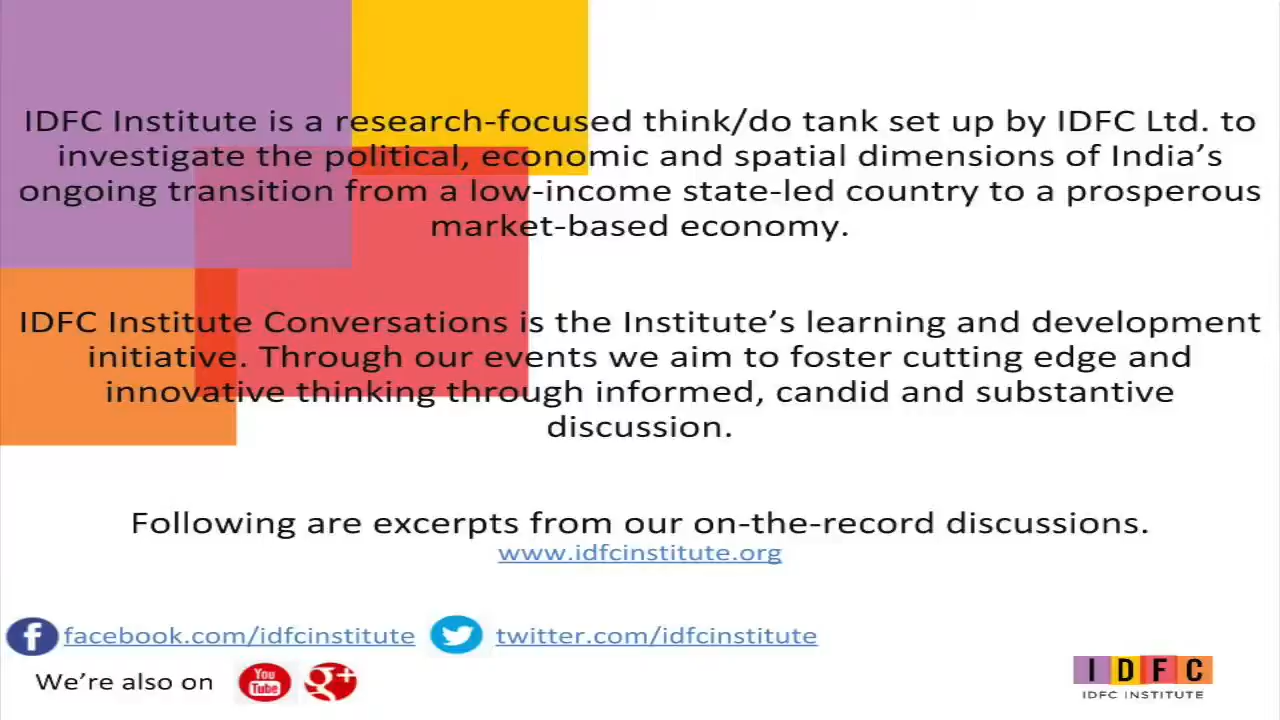 IDFC Institute is a research-focused think/do tank set up by IDFC Ltd. to
investigate the political, economic and spatial dimensions of India’s
ongoing transition from a low-income state-led country to a prosperous
market-based economy.
IDFC Institute Conversations is the Institute’s learning and development
initiative. Through our events we aim to foster cutting edge and
innovative thinking through informed, candid and substantive
discussion.
Following are excerpts from our on-the-record discussions.
www.idfcinstitute.org
f facebook.com/idfcinstitute twitter.com/idfcinstitute
We’re also on You Tube g+
IDFC
IDFC INSTITUTE